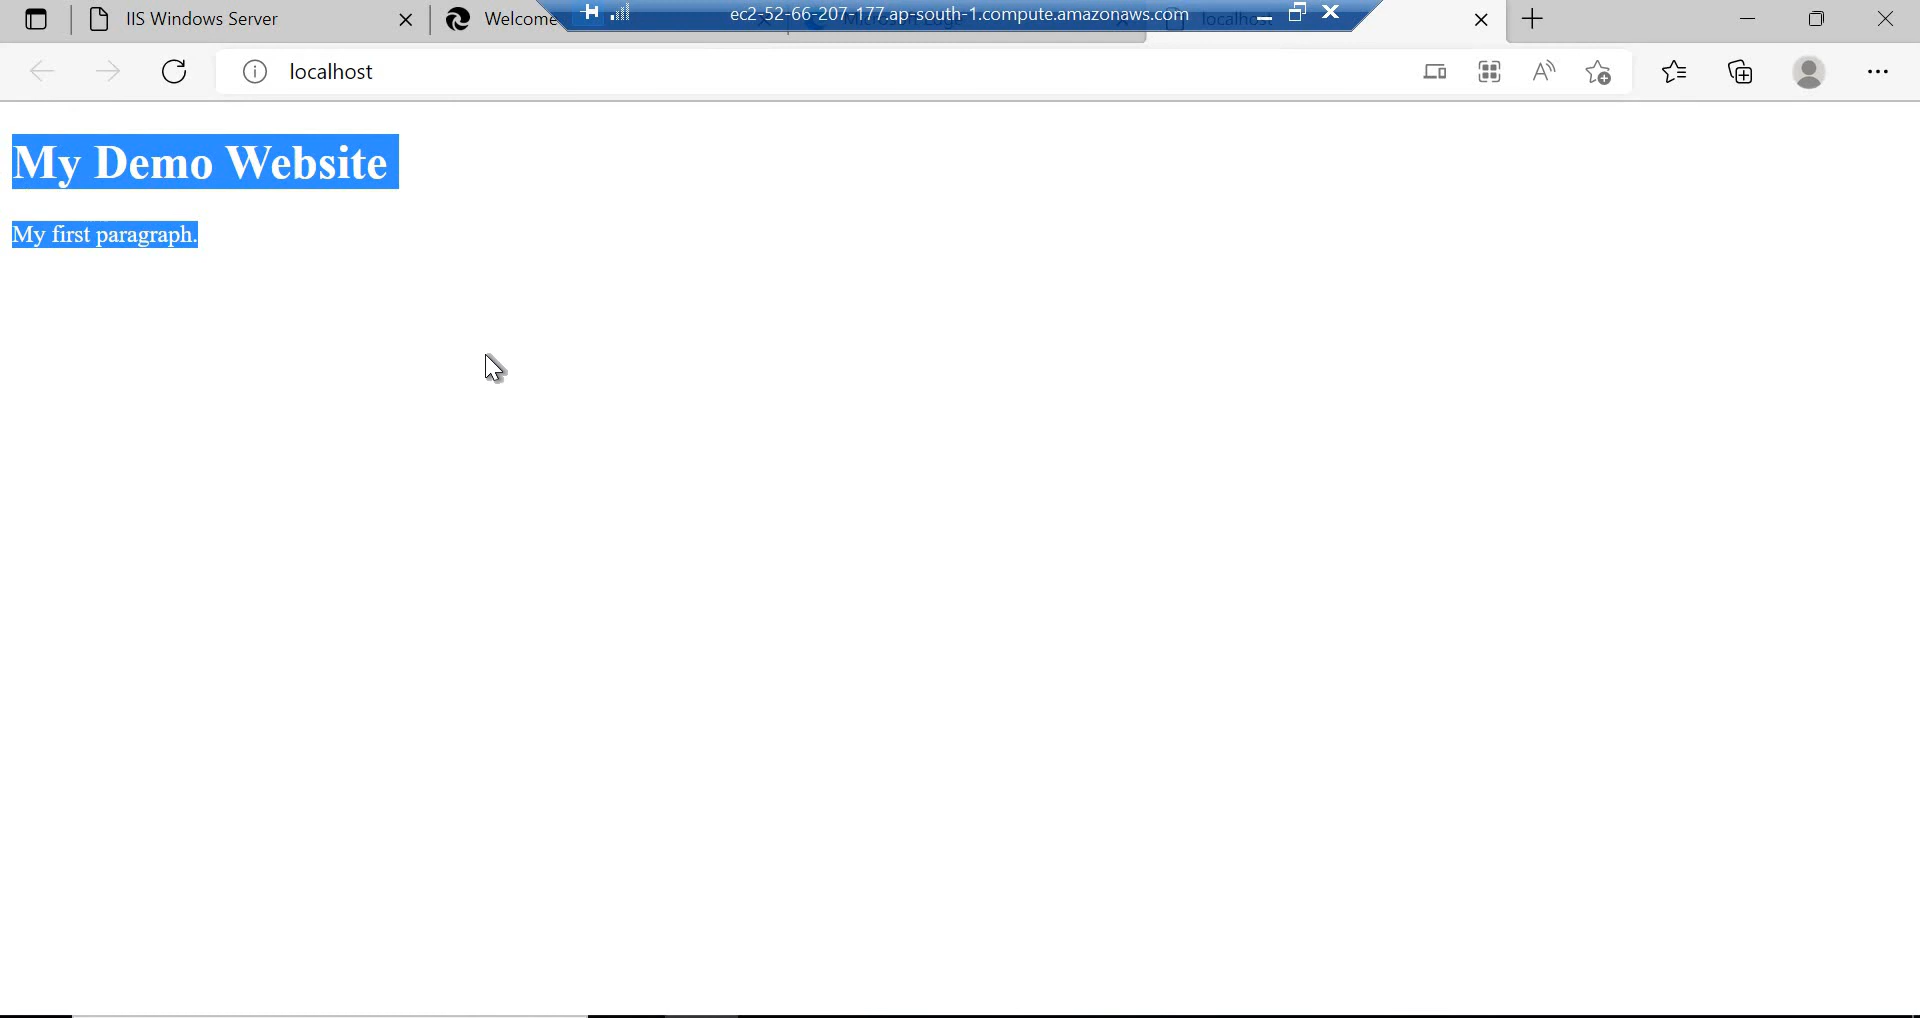 IIS Windows Server
Welcome
ec2-52-66-207-177.ap-south-1.compute.amazonaws.com
localhost
localhost
My Demo Website
My first paragraph.